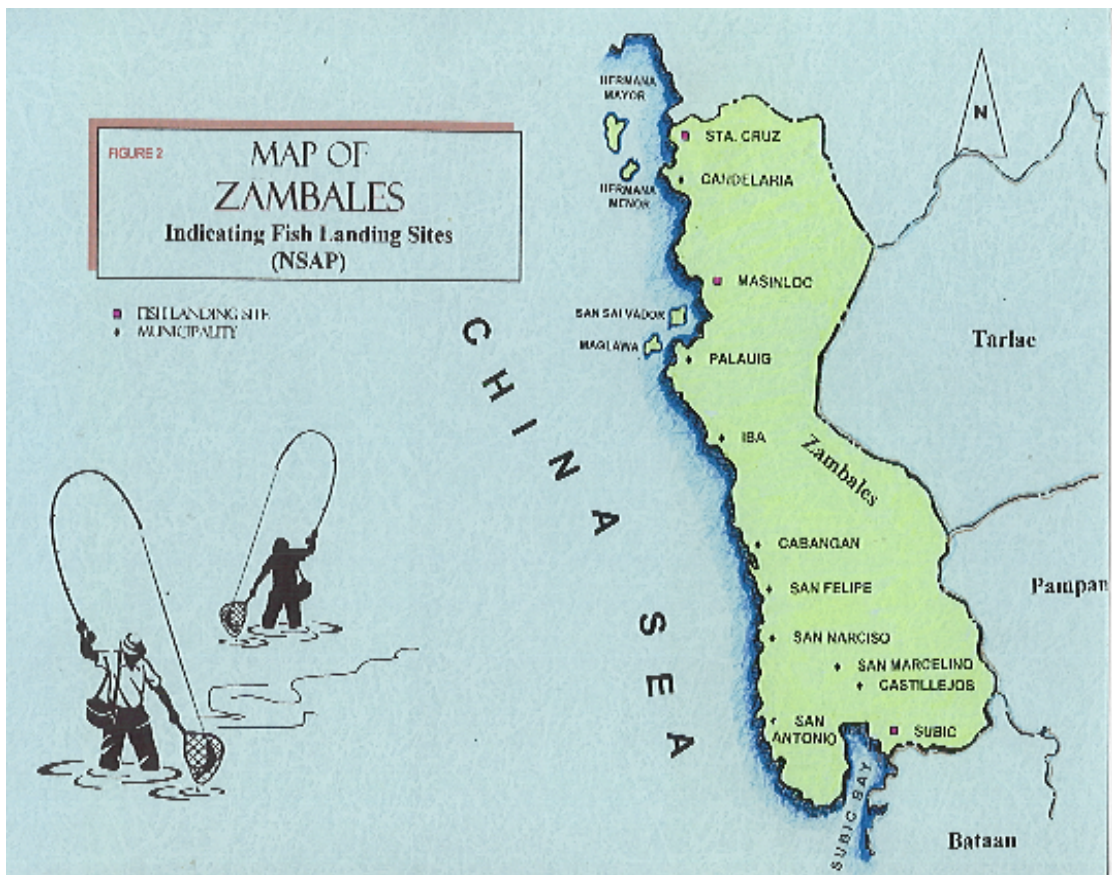 FIGURE 2
MAP OF
ZAMBALES
Indicating Fish Landing Sites
(NSAP)
FISH LANDING SITE
MUNICIPALITY
HERMANA
MAYOR
STA. CRUZ
CANDELARIA
HERMANA
MENOR
MASINLOC
SAN SALVADOR
MAGLAWA
PALAUIG
IBA
Zambales
CABANGAN
SAN FELIPE
SAN NARCISO
SAN MARCELINO
CASTILLEJOS
SAN
ANTONIO
SUBIC
SUBIC BAY
CHINA SEA
N
Tarlac
Pampan
Bataan